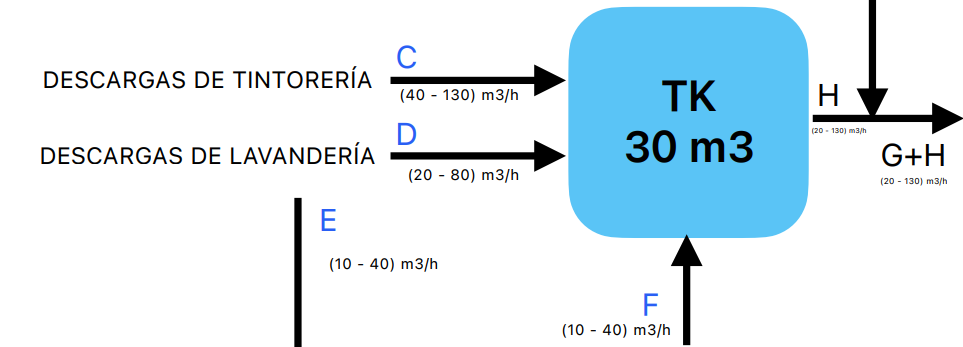 C
DESCARGAS DE TINTORERÍA
(40 - 130) m3/h
D
DESCARGAS DE LAVANDERÍA
(20 - 80) m3/h
E
(10 - 40) m3/h
TK
30 m3
F
(10 - 40) m3/h
H
(20 - 130) m3/h
G+H
(20 - 130) m3/h